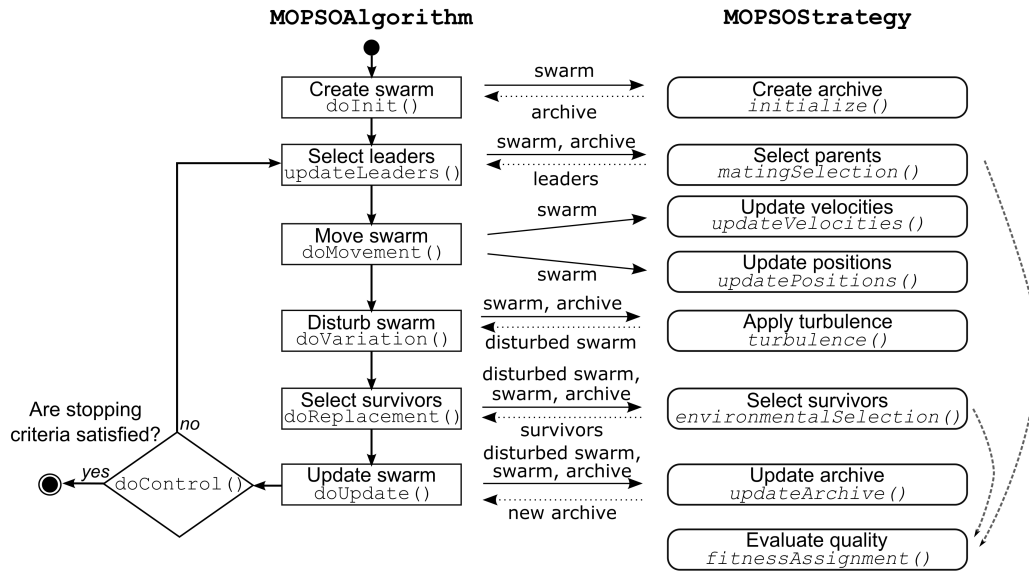 MOPSOAlgorithm
MOPSOStrategy
Create swarm
doInit()
swarm
archive
Create archive
initialize()
Select leaders
updateLeaders()
swarm, archive
leaders
Select parents
matingSelection()
Move swarm
doMovement()
swarm
swarm
Update velocities
updateVelocities()
Update positions
updatePositions()
Disturb swarm
doVariation()
swarm, archive
disturbed swarm
Apply turbulence
turbulence()
Select survivors
doReplacement()
disturbed swarm,
swarm, archive
survivors
Select survivors
environmentalSelection()
Update swarm
doUpdate()
disturbed swarm,
swarm, archive
new archive
Update archive
updateArchive()
Are stopping
criteria satisfied?
no
yes
doControl()
Evaluate quality
fitnessAssignment()